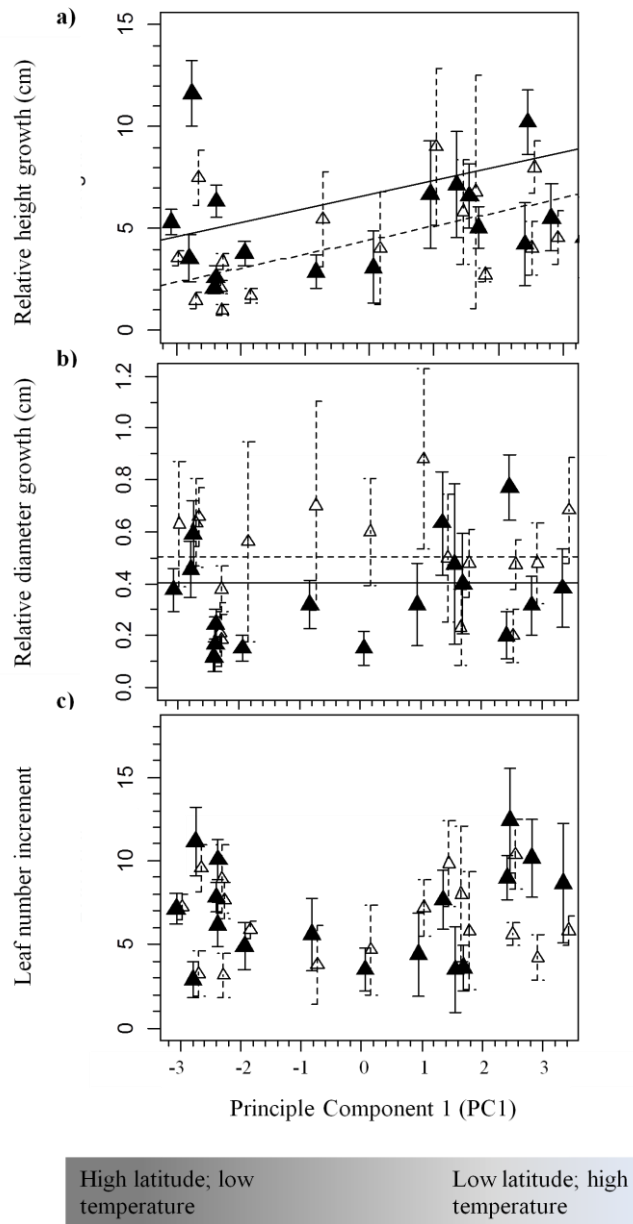 a)
Relative height growth (cm)
15
10
5
0
b)
Relative diameter growth (cm)
1.2
1.0
0.8
0.6
0.4
0.2
0.0
c)
Leaf number increment
15
10
5
0
-3 -2 -1 0 1 2 3
Principle Component 1 (PC1)
High latitude; low
temperature
Low latitude; high
temperature